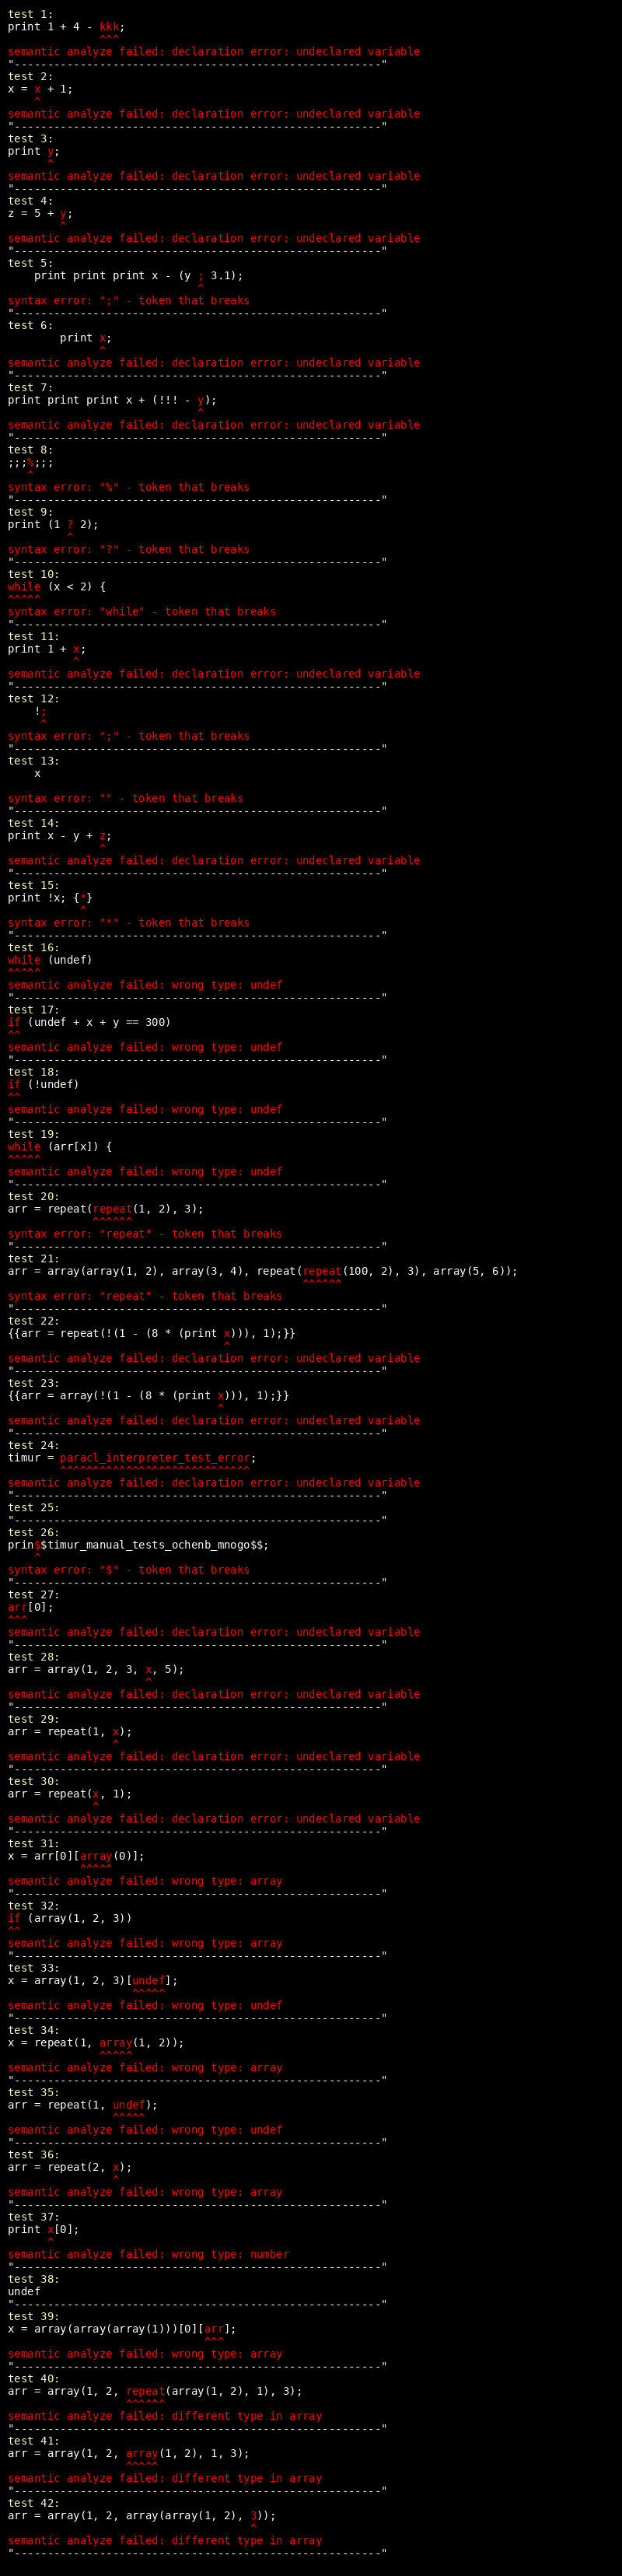 test 1:
print 1 + 4 - kkk;
              ^^^
semantic analyze failed: declaration error: undeclared variable
"--------------------------------------------------------"
test 2:
x = x + 1;
    ^
semantic analyze failed: declaration error: undeclared variable
"--------------------------------------------------------"
test 3:
print y;
      ^
semantic analyze failed: declaration error: undeclared variable
"--------------------------------------------------------"
test 4:
z = 5 + y;
        ^
semantic analyze failed: declaration error: undeclared variable
"--------------------------------------------------------"
test 5:
    print print print x - (y ; 3.1);
                             ^
syntax error: ";" - token that breaks
"--------------------------------------------------------"
test 6:
        print x;
              ^
semantic analyze failed: declaration error: undeclared variable
"--------------------------------------------------------"
test 7:
print print print x + (!!! - y);
                             ^
semantic analyze failed: declaration error: undeclared variable
"--------------------------------------------------------"
test 8:
;;;%;;;
   ^
syntax error: "%" - token that breaks
"--------------------------------------------------------"
test 9:
print (1 ? 2);
         ^
syntax error: "?" - token that breaks
"--------------------------------------------------------"
test 10:
while (x < 2) {
^^^^^
syntax error: "while" - token that breaks
"--------------------------------------------------------"
test 11:
print 1 + x;
          ^
semantic analyze failed: declaration error: undeclared variable
"--------------------------------------------------------"
test 12:
    !;
     ^
syntax error: ";" - token that breaks
"--------------------------------------------------------"
test 13:
    x

syntax error: "" - token that breaks
"--------------------------------------------------------"
test 14:
print x - y + z;
              ^
semantic analyze failed: declaration error: undeclared variable
"--------------------------------------------------------"
test 15:
print !x; {*}
           ^
syntax error: "*" - token that breaks
"--------------------------------------------------------"
test 16:
while (undef)
^^^^^
semantic analyze failed: wrong type: undef
"--------------------------------------------------------"
test 17:
if (undef + x + y == 300)
^^
semantic analyze failed: wrong type: undef
"--------------------------------------------------------"
test 18:
if (!undef)
^^
semantic analyze failed: wrong type: undef
"--------------------------------------------------------"
test 19:
while (arr[x]) {
^^^^^
semantic analyze failed: wrong type: undef
"--------------------------------------------------------"
test 20:
arr = repeat(repeat(1, 2), 3);
             ^^^^^^
syntax error: "repeat" - token that breaks
"--------------------------------------------------------"
test 21:
arr = array(array(1, 2), array(3, 4), repeat(repeat(100, 2), 3), array(5, 6));
                                             ^^^^^^
syntax error: "repeat" - token that breaks
"--------------------------------------------------------"
test 22:
{{arr = repeat(!(1 - (8 * (print x))), 1);}}
                                 ^
semantic analyze failed: declaration error: undeclared variable
"--------------------------------------------------------"
test 23:
{{arr = array(!(1 - (8 * (print x))), 1);}}
                                ^
semantic analyze failed: declaration error: undeclared variable
"--------------------------------------------------------"
test 24:
timur = paracl_interpreter_test_error;
        ^^^^^^^^^^^^^^^^^^^^^^^^^^^^^
semantic analyze failed: declaration error: undeclared variable
"--------------------------------------------------------"
test 25:
"--------------------------------------------------------"
test 26:
prin$$timur_manual_tests_ochenb_mnogo$$;
    ^
syntax error: "$" - token that breaks
"--------------------------------------------------------"
test 27:
arr[0];
^^^
semantic analyze failed: declaration error: undeclared variable
"--------------------------------------------------------"
test 28:
arr = array(1, 2, 3, x, 5);
                     ^
semantic analyze failed: declaration error: undeclared variable
"--------------------------------------------------------"
test 29:
arr = repeat(1, x);
                ^
semantic analyze failed: declaration error: undeclared variable
"--------------------------------------------------------"
test 30:
arr = repeat(x, 1);
             ^
semantic analyze failed: declaration error: undeclared variable
"--------------------------------------------------------"
test 31:
x = arr[0][array(0)];
           ^^^^^
semantic analyze failed: wrong type: array
"--------------------------------------------------------"
test 32:
if (array(1, 2, 3))
^^
semantic analyze failed: wrong type: array
"--------------------------------------------------------"
test 33:
x = array(1, 2, 3)[undef];
                   ^^^^^
semantic analyze failed: wrong type: undef
"--------------------------------------------------------"
test 34:
x = repeat(1, array(1, 2));
              ^^^^^
semantic analyze failed: wrong type: array
"--------------------------------------------------------"
test 35:
arr = repeat(1, undef);
                ^^^^^
semantic analyze failed: wrong type: undef
"--------------------------------------------------------"
test 36:
arr = repeat(2, x);
                ^
semantic analyze failed: wrong type: array
"--------------------------------------------------------"
test 37:
print x[0];
      ^
semantic analyze failed: wrong type: number
"--------------------------------------------------------"
test 38:
undef
"--------------------------------------------------------"
test 39:
x = array(array(array(1)))[0][arr];
                              ^^^
semantic analyze failed: wrong type: array
"--------------------------------------------------------"
test 40:
arr = array(1, 2, repeat(array(1, 2), 1), 3);
                  ^^^^^^
semantic analyze failed: different type in array
"--------------------------------------------------------"
test 41:
arr = array(1, 2, array(1, 2), 1, 3);
                  ^^^^^
semantic analyze failed: different type in array
"--------------------------------------------------------"
test 42:
arr = array(1, 2, array(array(1, 2), 3));
                                     ^
semantic analyze failed: different type in array
"--------------------------------------------------------"